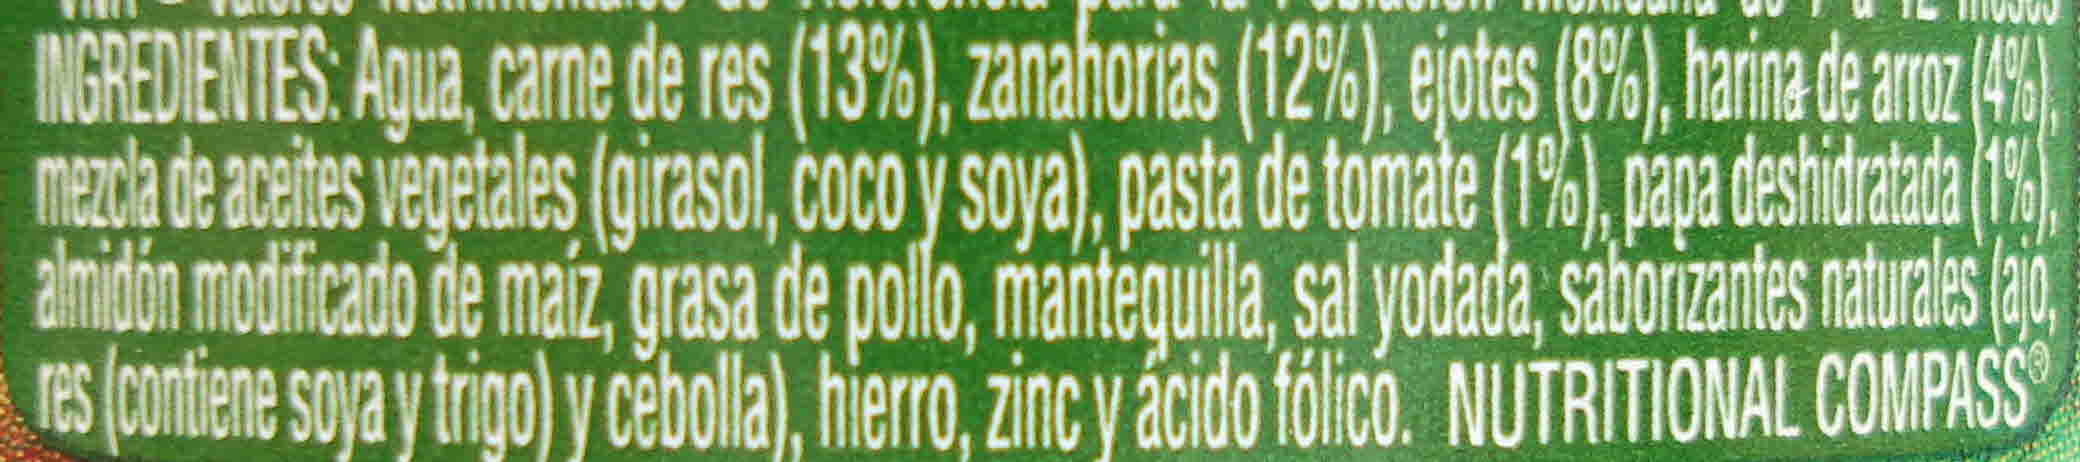 Valores Nutrimentales de Referencia para la Población Mexicana de 7 a 12 meses
INGREDIENTES: Agua, carne de res (13%), zanahorias (12%), ejotes (8%), harina de arroz (4%),
mezcla de aceites vegetales (girasol, coco y soya), pasta de tomate (1%), papa deshidratada (1%),
almidón modificado de maíz, grasa de pollo, mantequilla, sal yodada, saborizantes naturales (ajo,
res (contiene soya y trigo) y cebolla), hierro, zinc y ácido fólico. NUTRITIONAL COMPASS®